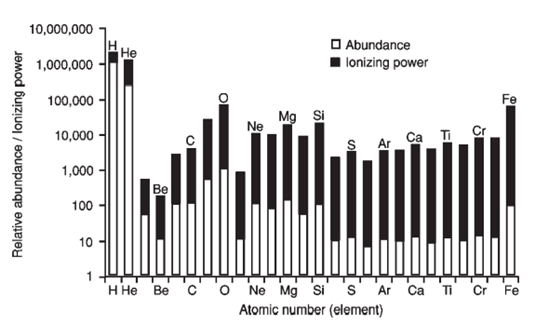 Relative abundance / Ionizing power
10,000,000
1,000,000
100,000
10,000
1,000
100
10
1
Abundance
Ionizing power
H
He
Be
C
O
Ne
Mg
Si
S
Ar
Ca
Ti
Cr
Fe
H He Be C O Ne Mg Si S Ar Ca Ti Cr Fe
Atomic number (element)